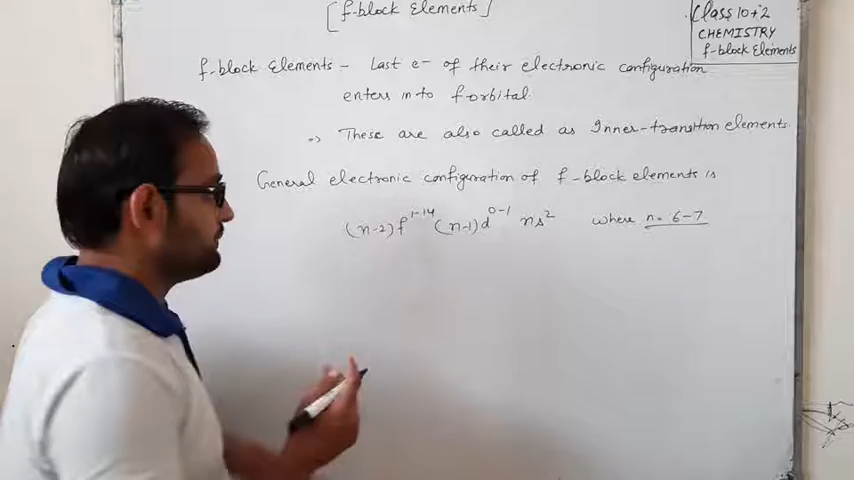 [f-block Elements]
Class 10+2
CHEMISTRY
f-block Elements
f-block Elements - Last e- of their electronic configuration
enters in to f orbital.
⇒ These are also called as Inner-transition elements.
General electronic configuration of f-block elements is
(n-2)f¹⁻¹⁴ (n-1)d⁰⁻¹ ns² where n= 6-7